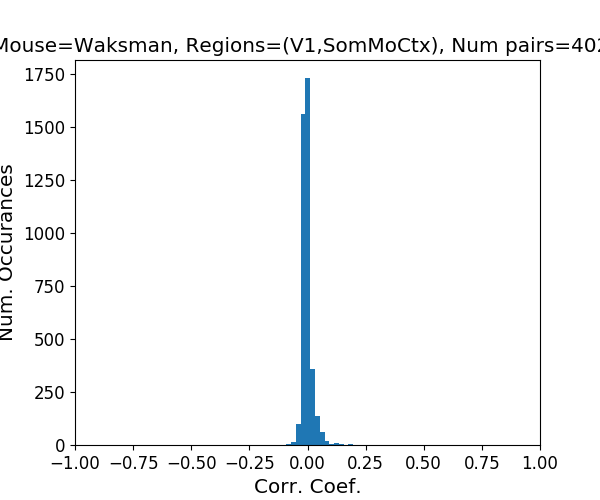 Mouse=Waksman, Regions=(V1,SomMoCtx), Num pairs=402
1750
1500
1250
1000
750
500
250
0
Num. Occurances
−1.00 −0.75 −0.50 −0.25 0.00 0.25 0.50 0.75 1.00
Corr. Coef.